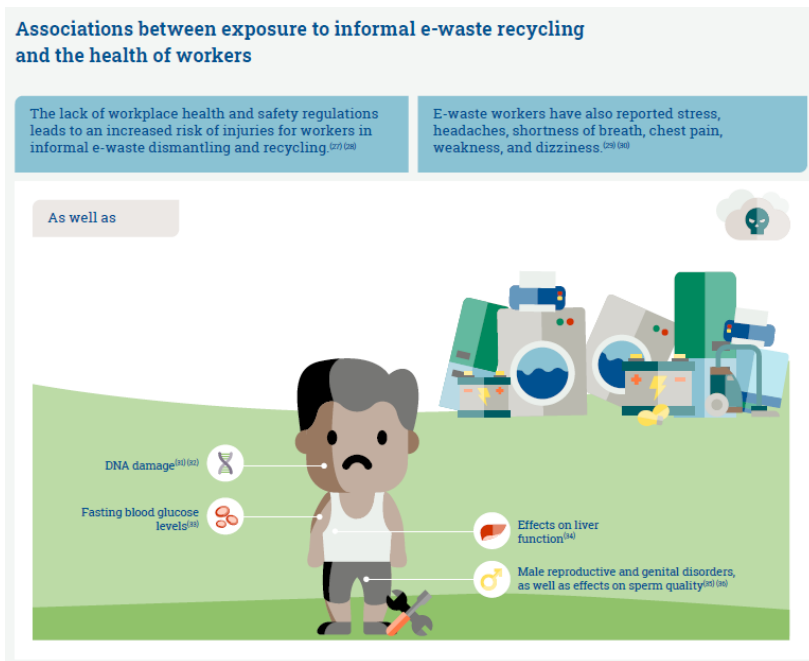 Associations between exposure to informal e-waste recycling
and the health of workers
The lack of workplace health and safety regulations
leads to an increased risk of injuries for workers in
informal e-waste dismantling and recycling.(27) (28)
E-waste workers have also reported stress,
headaches, shortness of breath, chest pain,
weakness, and dizziness.(29) (30)
As well as
DNA damage(31) (32)
Fasting blood glucose
levels(33)
Effects on liver
function(34)
Male reproductive and genital disorders,
as well as effects on sperm quality(35) (36)